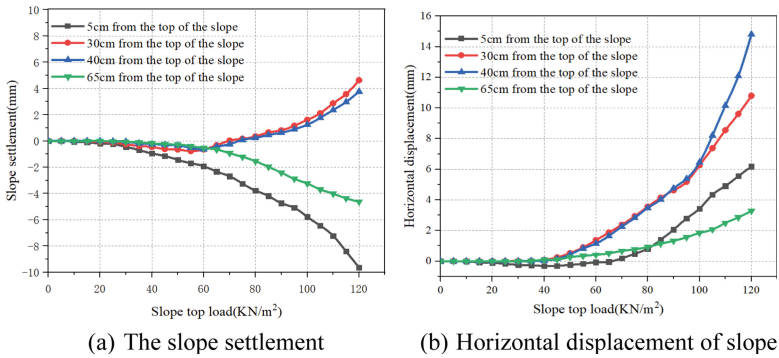 10
8
6
4
2
0
−2
−4
−6
−8
−10
Slope settlement(mm)
5cm from the top of the slope
30cm from the top of the slope
40cm from the top of the slope
65cm from the top of the slope
0 20 40 60 80 100 120
Slope top load(KN/m²)
(a) The slope settlement
16
14
12
10
8
6
4
2
0
Horizontal displacement(mm)
5cm from the top of the slope
30cm from the top of the slope
40cm from the top of the slope
65cm from the top of the slope
0 20 40 60 80 100 120
Slope top load(KN/m²)
(b) Horizontal displacement of slope